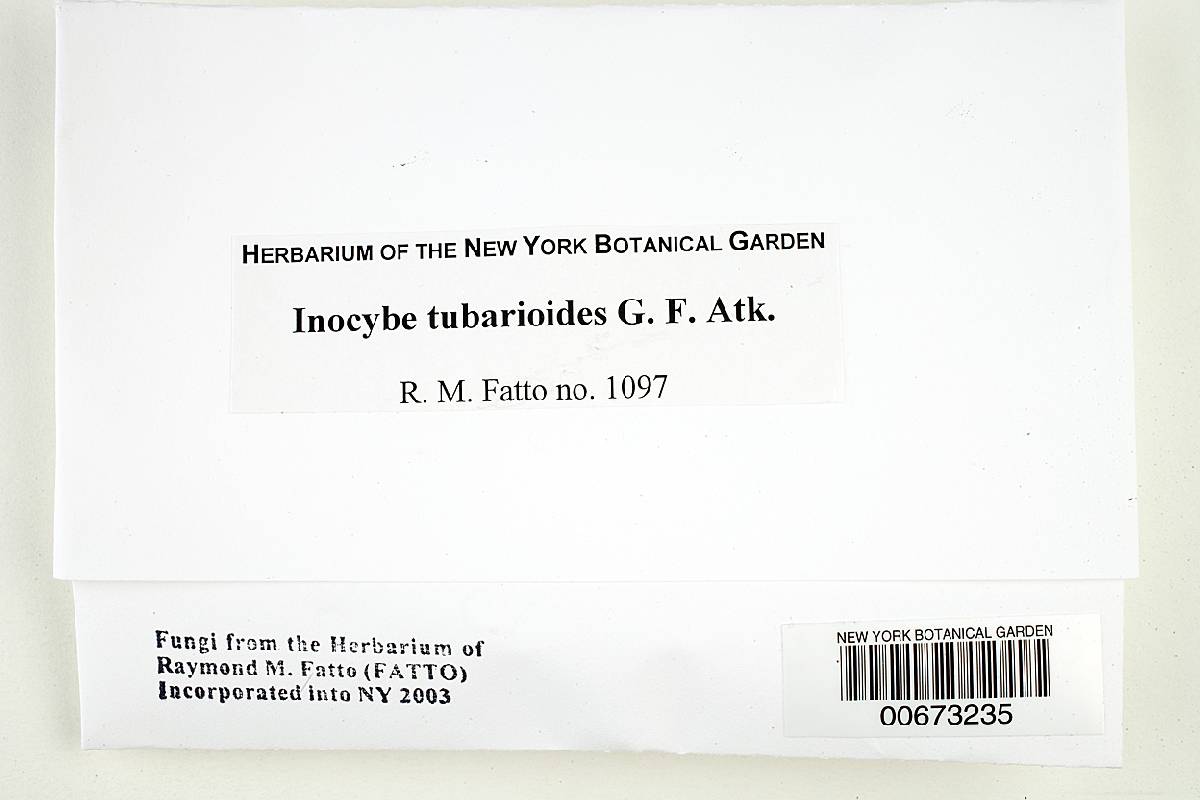 HERBARIUM OF THE NEW YORK BOTANICAL GARDEN
Inocybe tubarioides G. F. Atk.
R. M. Fatto no. 1097
Fungi from the Herbarium of
Raymond M. Fatto (FATTO)
Incorporated into NY 2003
NEW YORK BOTANICAL GARDEN
00673235